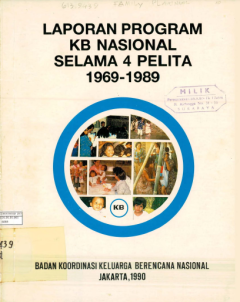 LAPORAN PROGRAM
KB NASIONAL
SELAMA 4 PELITA
1969-1989
MILIK
KB
BADAN KOORDINASI KELUARGA BERENCANA NASIONAL
JAKARTA, 1990